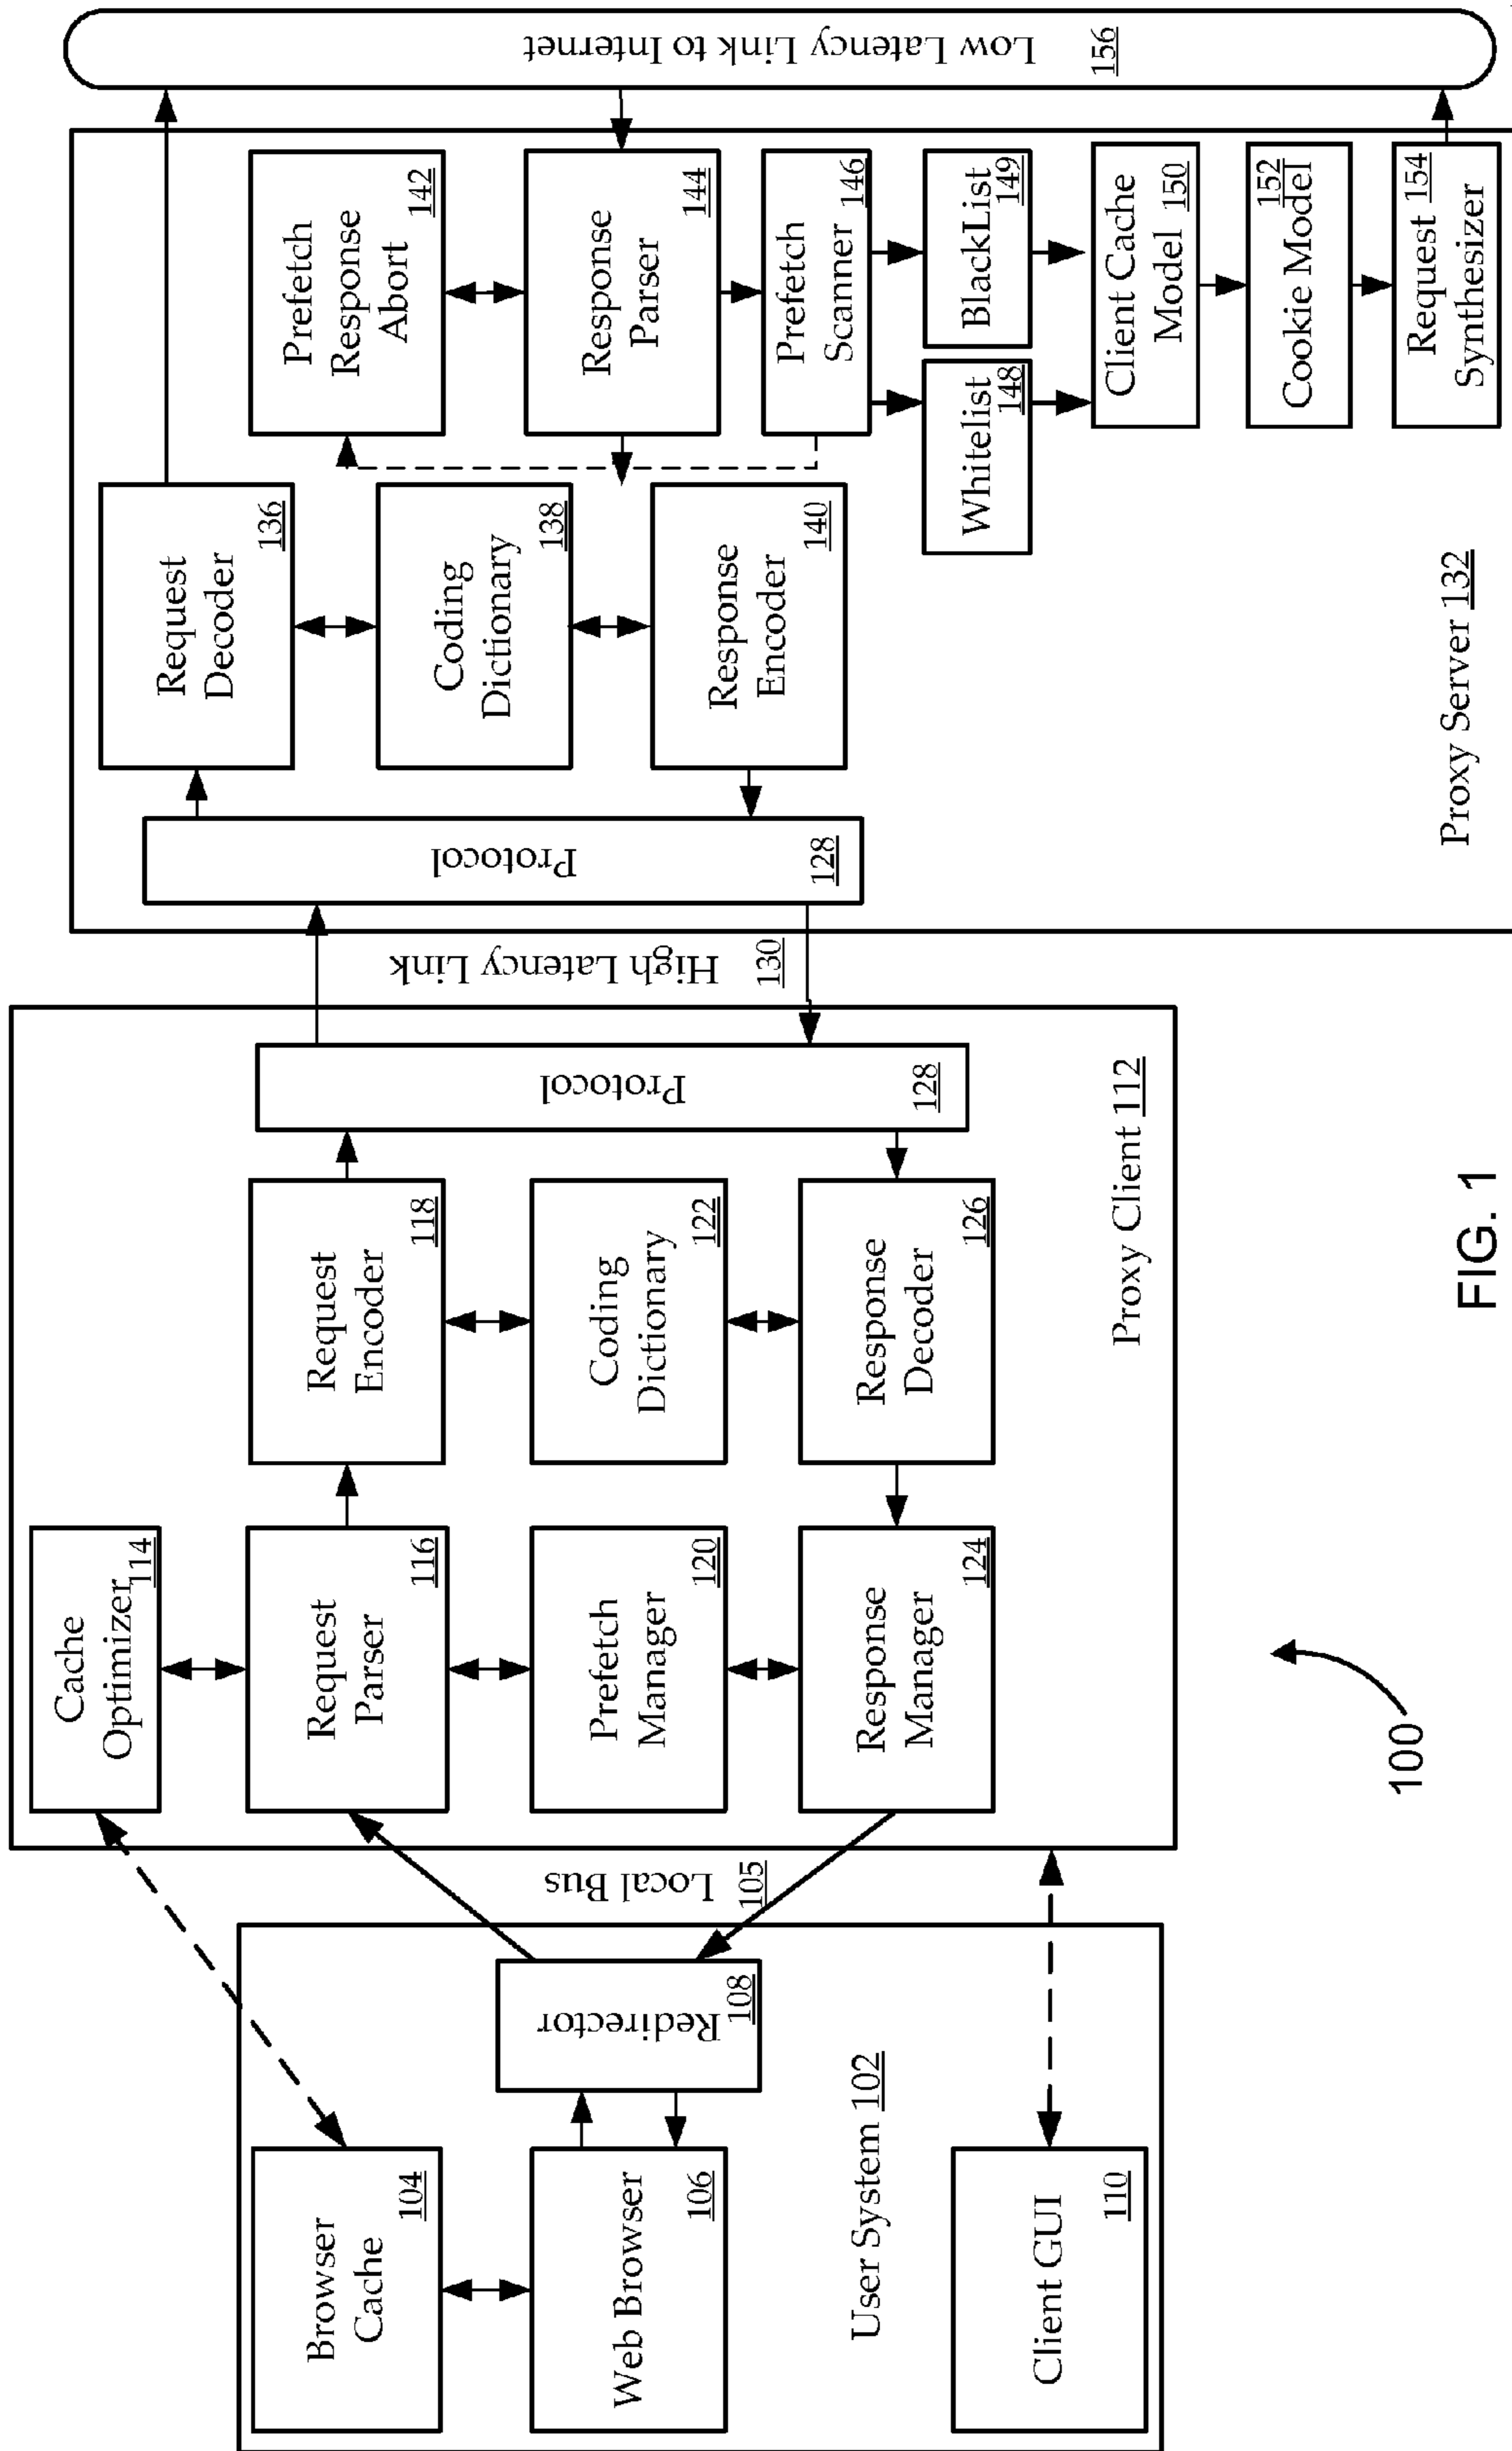 Browser
Cache
104
Web Browser
106
Redirector
108
User System 102
Client GUI
110
Local Bus
105
Cache
Optimizer
114
Request
Parser
116
Prefetch
Manager
120
Response
Manager
124
Request
Encoder
118
Coding
Dictionary
122
Response
Decoder
126
Protocol
128
Proxy Client 112
High Latency Link
130
Protocol
128
Request
Decoder
136
Coding
Dictionary
138
Response
Encoder
140
Prefetch
Response
Abort
142
Response
Parser
144
Prefetch
Scanner
146
Whitelist
148
BlackList
149
Client Cache
Model 150
Cookie Model
152
Request 154
Synthesizer
Proxy Server 132
Low Latency Link to Internet
156
100
FIG. 1